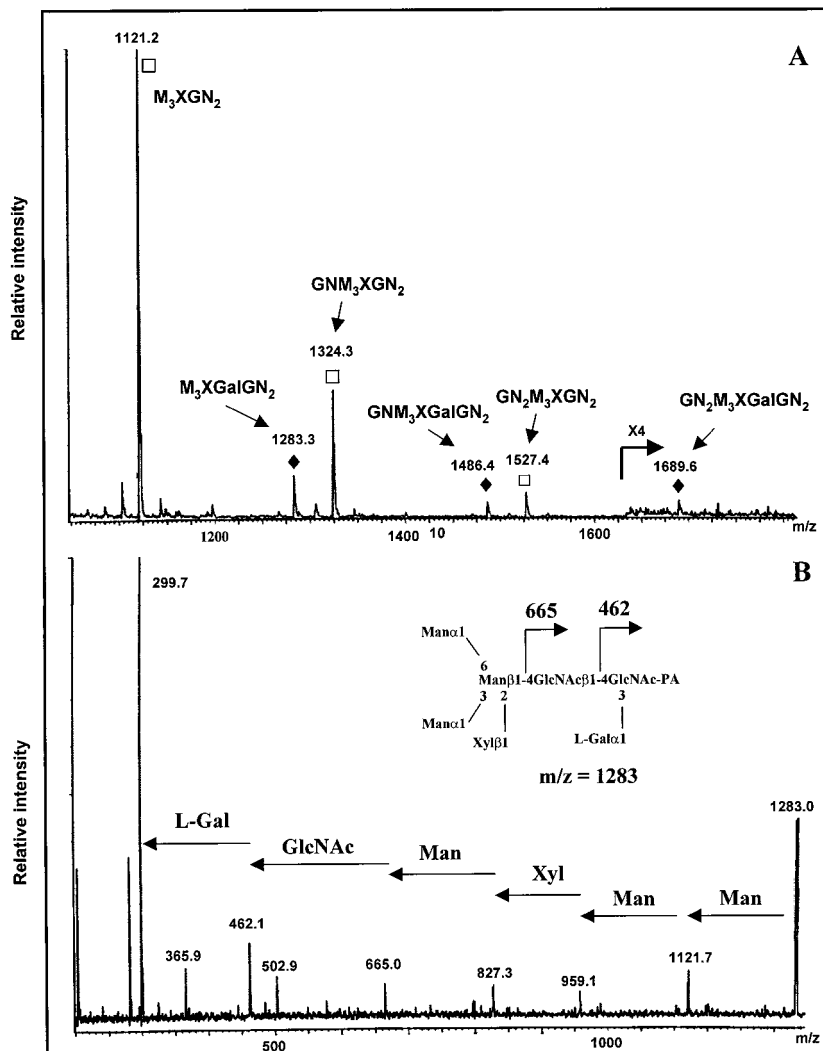 1121.2
A
M₃XGN₂
GNM₃XGN₂
1324.3
M₃XGalGN₂
1283.3
GNM₃XGalGN₂
1486.4
GN₂M₃XGN₂
1527.4
X4
GN₂M₃XGalGN₂
1689.6
Relative intensity
1200
1400
10
1600
m/z
B
299.7
665
462
Manα1
6
Manβ1-4GlcNAcβ1-4GlcNAc-PA
3
2
3
Manα1
Xylβ1
L-Galα1
m/z = 1283
1283.0
L-Gal
GlcNAc
Man
Xyl
Man
Man
365.9
462.1
502.9
665.0
827.3
959.1
1121.7
Relative intensity
500
1000
m/z